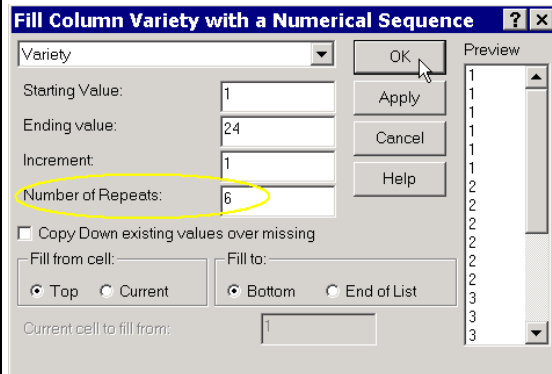 Fill Column Variety with a Numerical Sequence ? ×
Variety
OK
Preview
Starting Value: 1
Apply
Ending value: 24
Cancel
Increment: 1
Help
Number of Repeats: 6
Copy Down existing values over missing
Fill from cell:
Top Current
Fill to:
Bottom End of List
Current cell to fill from: 1
1
1
1
1
1
1
2
2
2
2
2
2
3
3
3